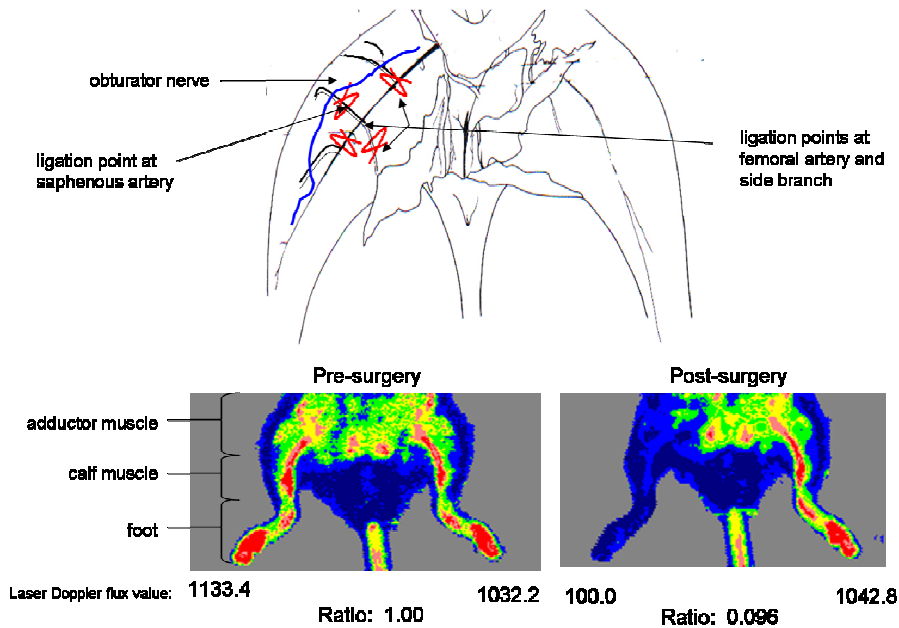 obturator nerve
ligation point at
saphenous artery
ligation points at
femoral artery and
side branch
Pre-surgery
Post-surgery
adductor muscle
calf muscle
foot
Laser Doppler flux value: 1133.4 1032.2 100.0 1042.8
Ratio: 1.00 Ratio: 0.096